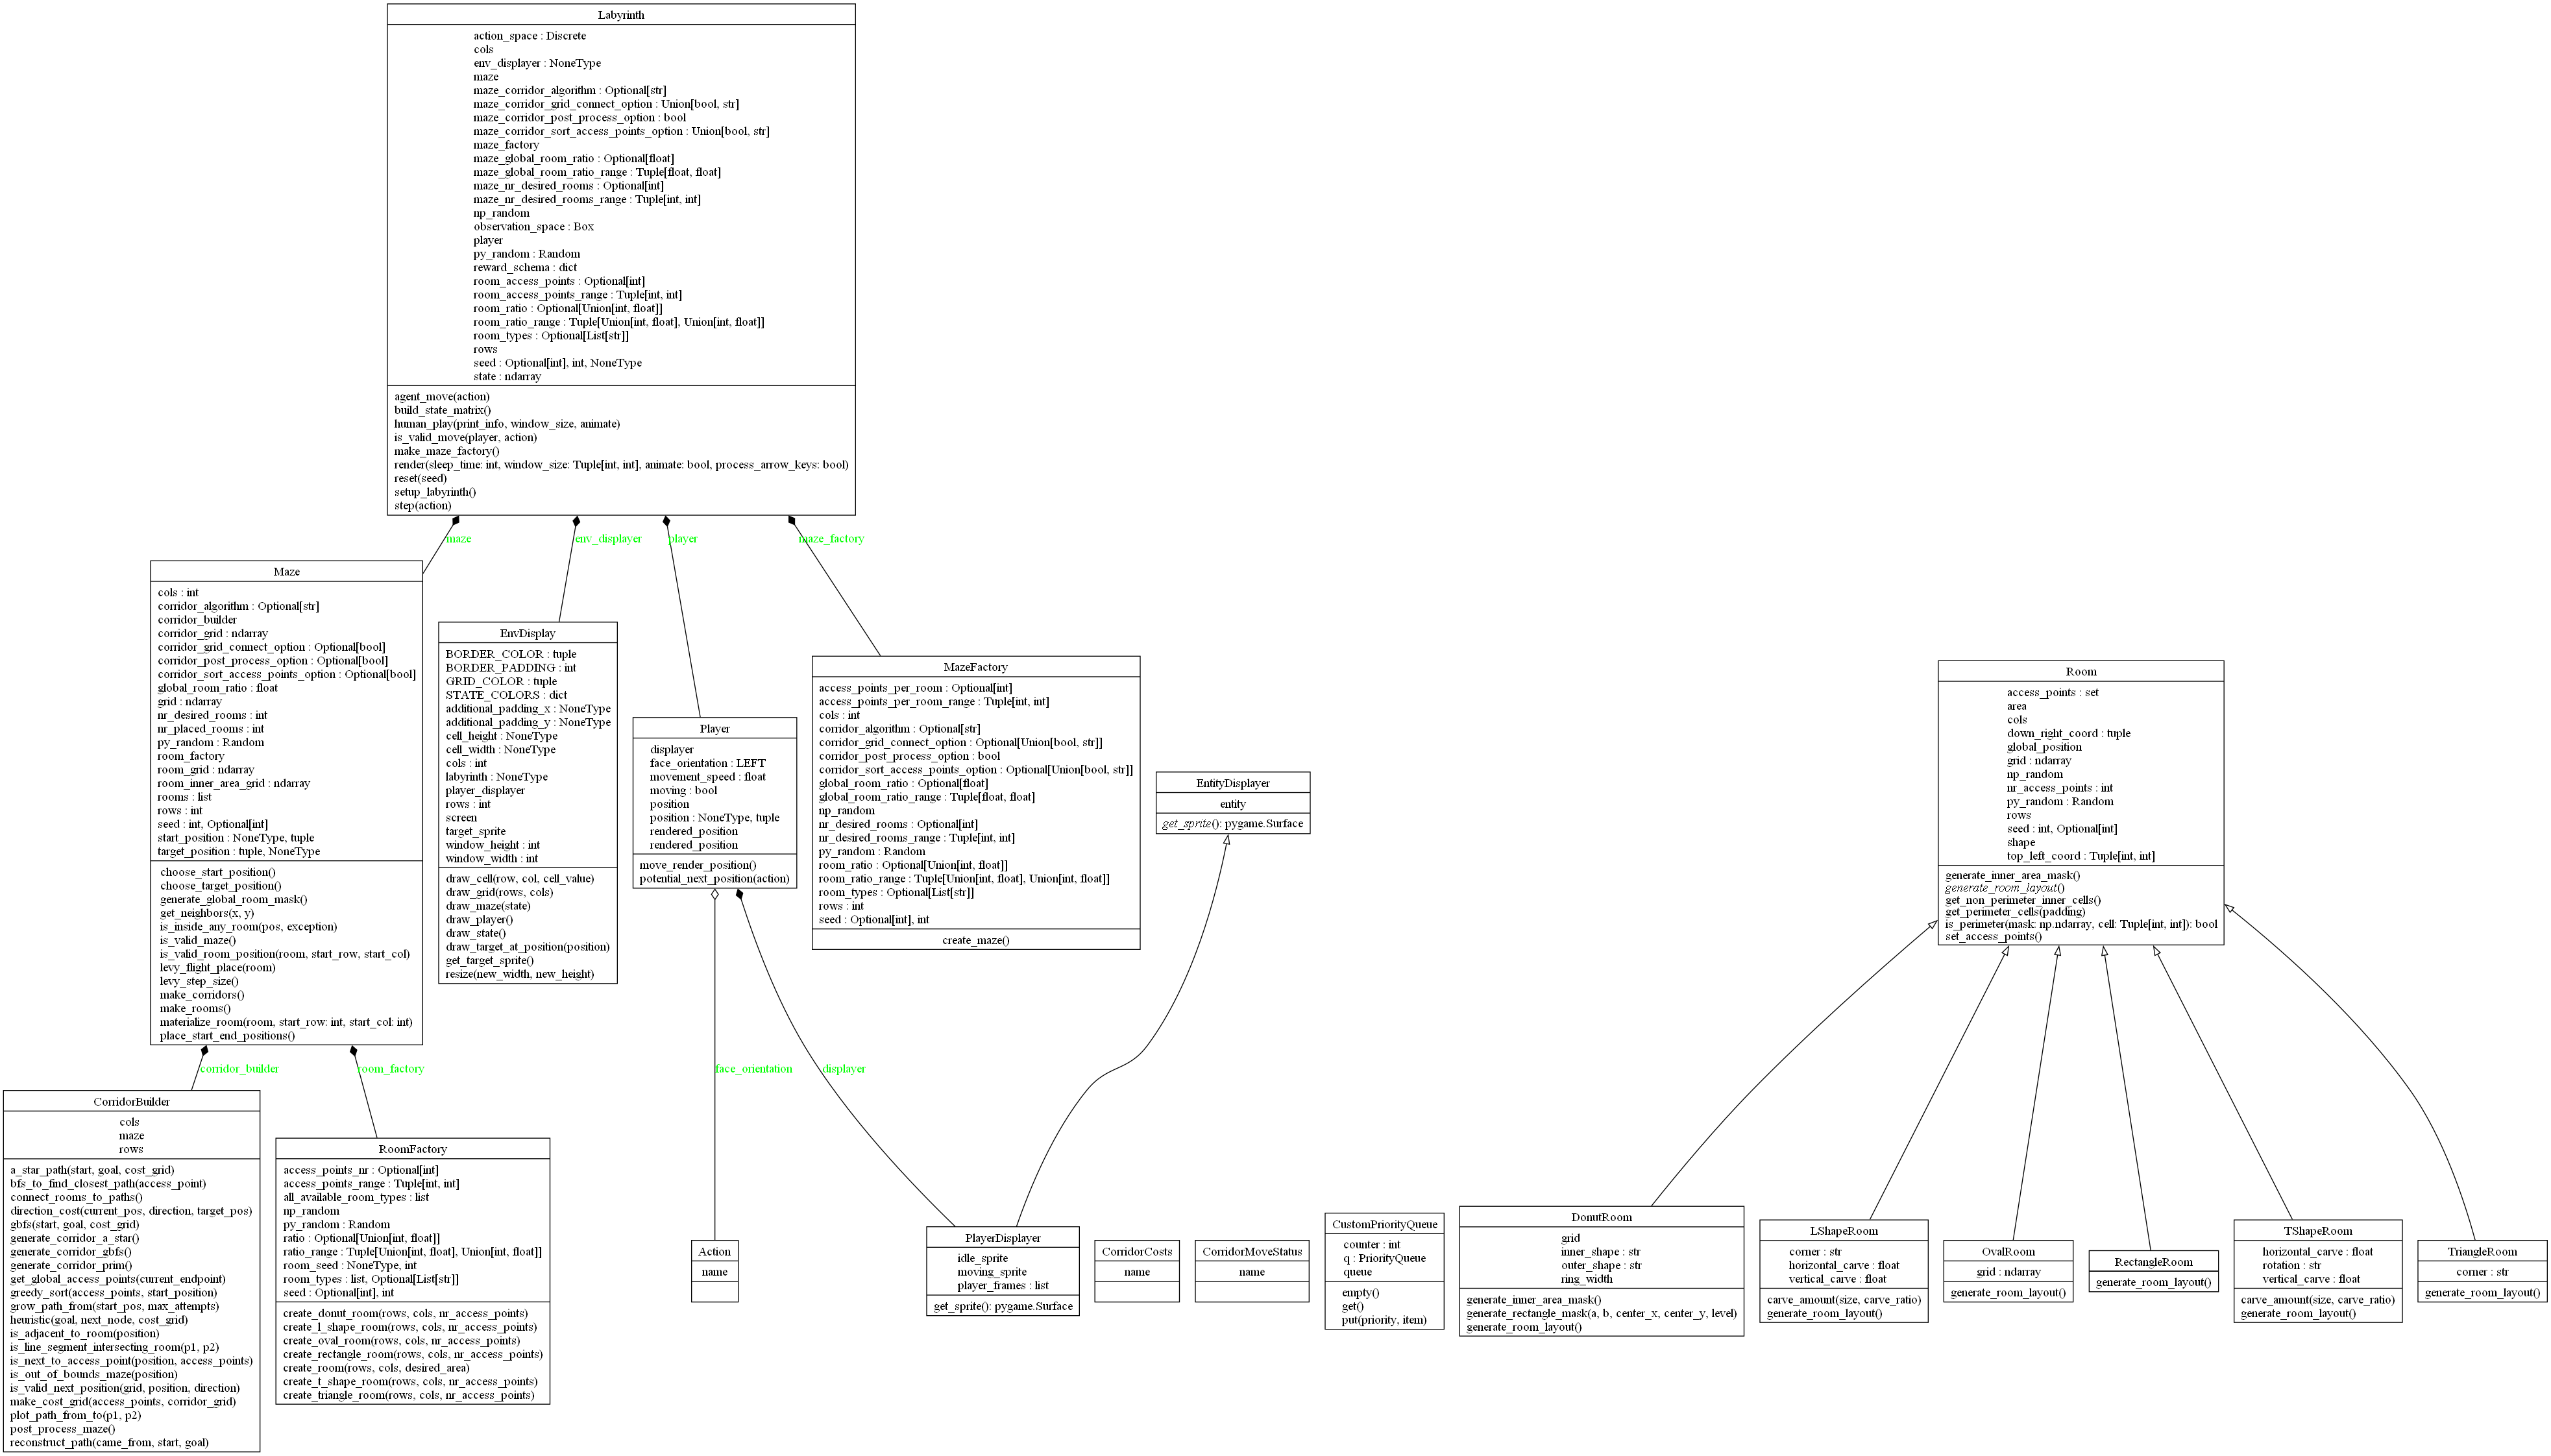 Labyrinth
action_space : Discrete
cols
env_displayer : NoneType
maze
maze_corridor_algorithm : Optional[str]
maze_corridor_grid_connect_option : Union[bool, str]
maze_corridor_post_process_option : bool
maze_corridor_sort_access_points_option : Union[bool, str]
maze_factory
maze_global_room_ratio : Optional[float]
maze_global_room_ratio_range : Tuple[float, float]
maze_nr_desired_rooms : Optional[int]
maze_nr_desired_rooms_range : Tuple[int, int]
np_random
observation_space : Box
player
py_random : Random
reward_schema : dict
room_access_points : Optional[int]
room_access_points_range : Tuple[int, int]
room_ratio : Optional[Union[int, float]]
room_ratio_range : Tuple[Union[int, float], Union[int, float]]
room_types : Optional[List[str]]
rows
seed : Optional[int], int, NoneType
state : ndarray
agent_move(action)
build_state_matrix()
human_play(print_info, window_size, animate)
is_valid_move(player, action)
make_maze_factory()
render(sleep_time: int, window_size: Tuple[int, int], animate: bool, process_arrow_keys: bool)
reset(seed)
setup_labyrinth()
step(action)
maze
env_displayer
player
maze_factory
Maze
cols : int
corridor_algorithm : Optional[str]
corridor_builder
corridor_grid : ndarray
corridor_grid_connect_option : Optional[bool]
corridor_post_process_option : Optional[bool]
corridor_sort_access_points_option : Optional[bool]
global_room_ratio : float
grid : ndarray
nr_desired_rooms : int
nr_placed_rooms : int
py_random : Random
room_factory
room_grid : ndarray
room_inner_area_grid : ndarray
rooms : list
rows : int
seed : int, Optional[int]
start_position : NoneType, tuple
target_position : tuple, NoneType
choose_start_position()
choose_target_position()
generate_global_room_mask()
get_neighbors(x, y)
is_inside_any_room(pos, exception)
is_valid_maze()
is_valid_room_position(room, start_row, start_col)
levy_flight_place(room)
levy_step_size()
make_corridors()
make_rooms()
materialize_room(room, start_row: int, start_col: int)
place_start_end_positions()
EnvDisplay
BORDER_COLOR : tuple
BORDER_PADDING : int
GRID_COLOR : tuple
STATE_COLORS : dict
additional_padding_x : NoneType
additional_padding_y : NoneType
cell_height : NoneType
cell_width : NoneType
cols : int
labyrinth : NoneType
player_displayer
rows : int
screen
target_sprite
window_height : int
window_width : int
draw_cell(row, col, cell_value)
draw_grid(rows, cols)
draw_maze(state)
draw_player()
draw_state()
draw_target_at_position(position)
get_target_sprite()
resize(new_width, new_height)
Player
displayer
face_orientation : LEFT
movement_speed : float
moving : bool
position
position : NoneType, tuple
rendered_position
rendered_position
move_render_position()
potential_next_position(action)
MazeFactory
access_points_per_room : Optional[int]
access_points_per_room_range : Tuple[int, int]
cols : int
corridor_algorithm : Optional[str]
corridor_grid_connect_option : Optional[Union[bool, str]]
corridor_post_process_option : bool
corridor_sort_access_points_option : Optional[Union[bool, str]]
global_room_ratio : Optional[float]
global_room_ratio_range : Tuple[float, float]
np_random
nr_desired_rooms : Optional[int]
nr_desired_rooms_range : Tuple[int, int]
py_random : Random
room_ratio : Optional[Union[int, float]]
room_ratio_range : Tuple[Union[int, float], Union[int, float]]
room_types : Optional[List[str]]
rows : int
seed : Optional[int], int
create_maze()
EntityDisplayer
entity
get_sprite(): pygame.Surface
Room
access_points : set
area
cols
down_right_coord : tuple
global_position
grid : ndarray
np_random
nr_access_points : int
py_random : Random
rows
seed : int, Optional[int]
shape
top_left_coord : Tuple[int, int]
generate_inner_area_mask()
generate_room_layout()
get_non_perimeter_inner_cells()
get_perimeter_cells(padding)
is_perimeter(mask: np.ndarray, cell: Tuple[int, int]): bool
set_access_points()
corridor_builder
room_factory
face_orientation
displayer
CorridorBuilder
cols
maze
rows
a_star_path(start, goal, cost_grid)
bfs_to_find_closest_path(access_point)
connect_rooms_to_paths()
direction_cost(current_pos, direction, target_pos)
gbfs(start, goal, cost_grid)
generate_corridor_a_star()
generate_corridor_gbfs()
generate_corridor_prim()
get_global_access_points(current_endpoint)
greedy_sort(access_points, start_position)
grow_path_from(start_pos, max_attempts)
heuristic(goal, next_node, cost_grid)
is_adjacent_to_room(position)
is_line_segment_intersecting_room(p1, p2)
is_next_to_access_point(position, access_points)
is_out_of_bounds_maze(position)
is_valid_next_position(grid, position, direction)
make_cost_grid(access_points, corridor_grid)
plot_path_from_to(p1, p2)
post_process_maze()
reconstruct_path(came_from, start, goal)
RoomFactory
access_points_nr : Optional[int]
access_points_range : Tuple[int, int]
all_available_room_types : list
np_random
py_random : Random
ratio : Optional[Union[int, float]]
ratio_range : Tuple[Union[int, float], Union[int, float]]
room_seed : NoneType, int
room_types : list, Optional[List[str]]
seed : Optional[int], int
create_donut_room(rows, cols, nr_access_points)
create_l_shape_room(rows, cols, nr_access_points)
create_oval_room(rows, cols, nr_access_points)
create_rectangle_room(rows, cols, nr_access_points)
create_room(rows, cols, desired_area)
create_t_shape_room(rows, cols, nr_access_points)
create_triangle_room(rows, cols, nr_access_points)
Action
name
PlayerDisplayer
idle_sprite
moving_sprite
player_frames : list
get_sprite(): pygame.Surface
CorridorCosts
name
CorridorMoveStatus
name
CustomPriorityQueue
counter : int
q : PriorityQueue
queue
empty()
get()
put(priority, item)
DonutRoom
grid
inner_shape : str
outer_shape : str
ring_width
generate_inner_area_mask()
generate_rectangle_mask(a, b, center_x, center_y, level)
generate_room_layout()
LShapeRoom
corner : str
horizontal_carve : float
vertical_carve : float
carve_amount(size, carve_ratio)
generate_room_layout()
OvalRoom
grid : ndarray
generate_room_layout()
RectangleRoom
generate_room_layout()
TShapeRoom
horizontal_carve : float
rotation : str
vertical_carve : float
carve_amount(size, carve_ratio)
generate_room_layout()
TriangleRoom
corner : str
generate_room_layout()